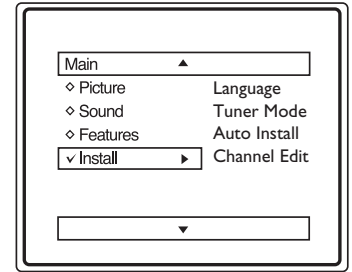 Main ▲
◇ Picture Language
◇ Sound Tuner Mode
◇ Features Auto Install
✓ Install ▶ Channel Edit
▼